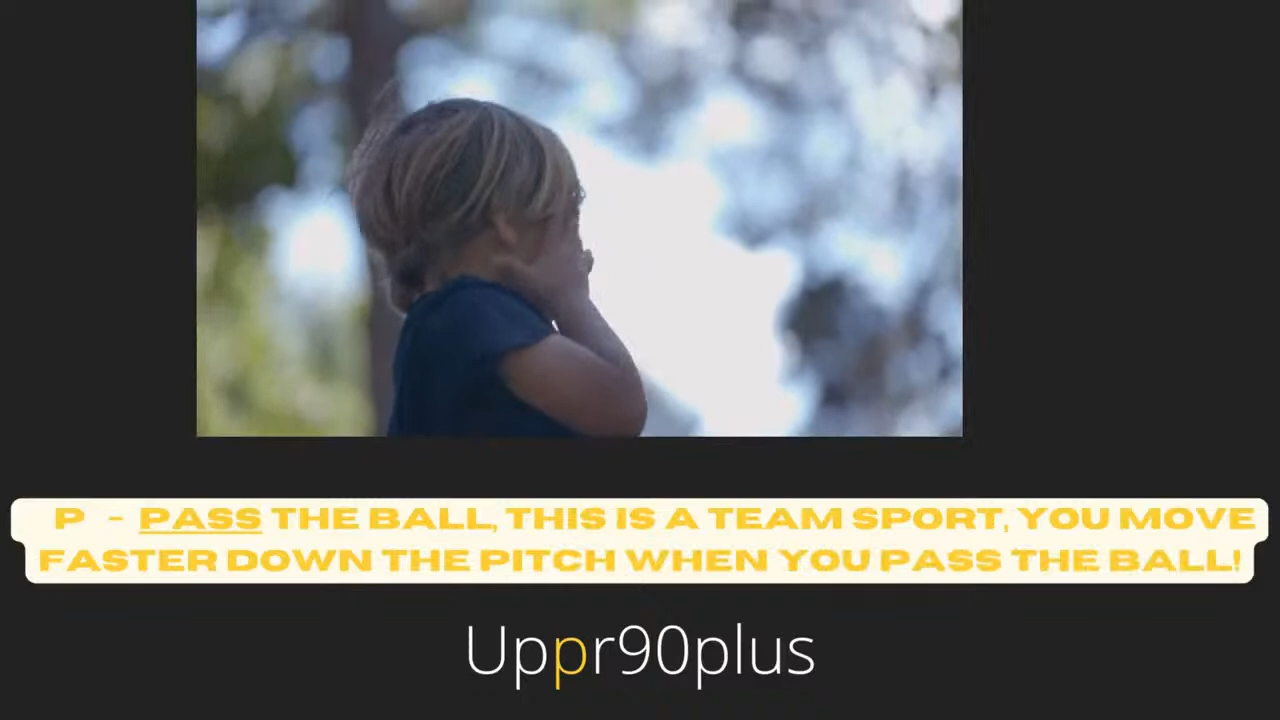 P - PASS THE BALL, THIS IS A TEAM SPORT, YOU MOVE
FASTER DOWN THE PITCH WHEN YOU PASS THE BALL!
Uppr90plus